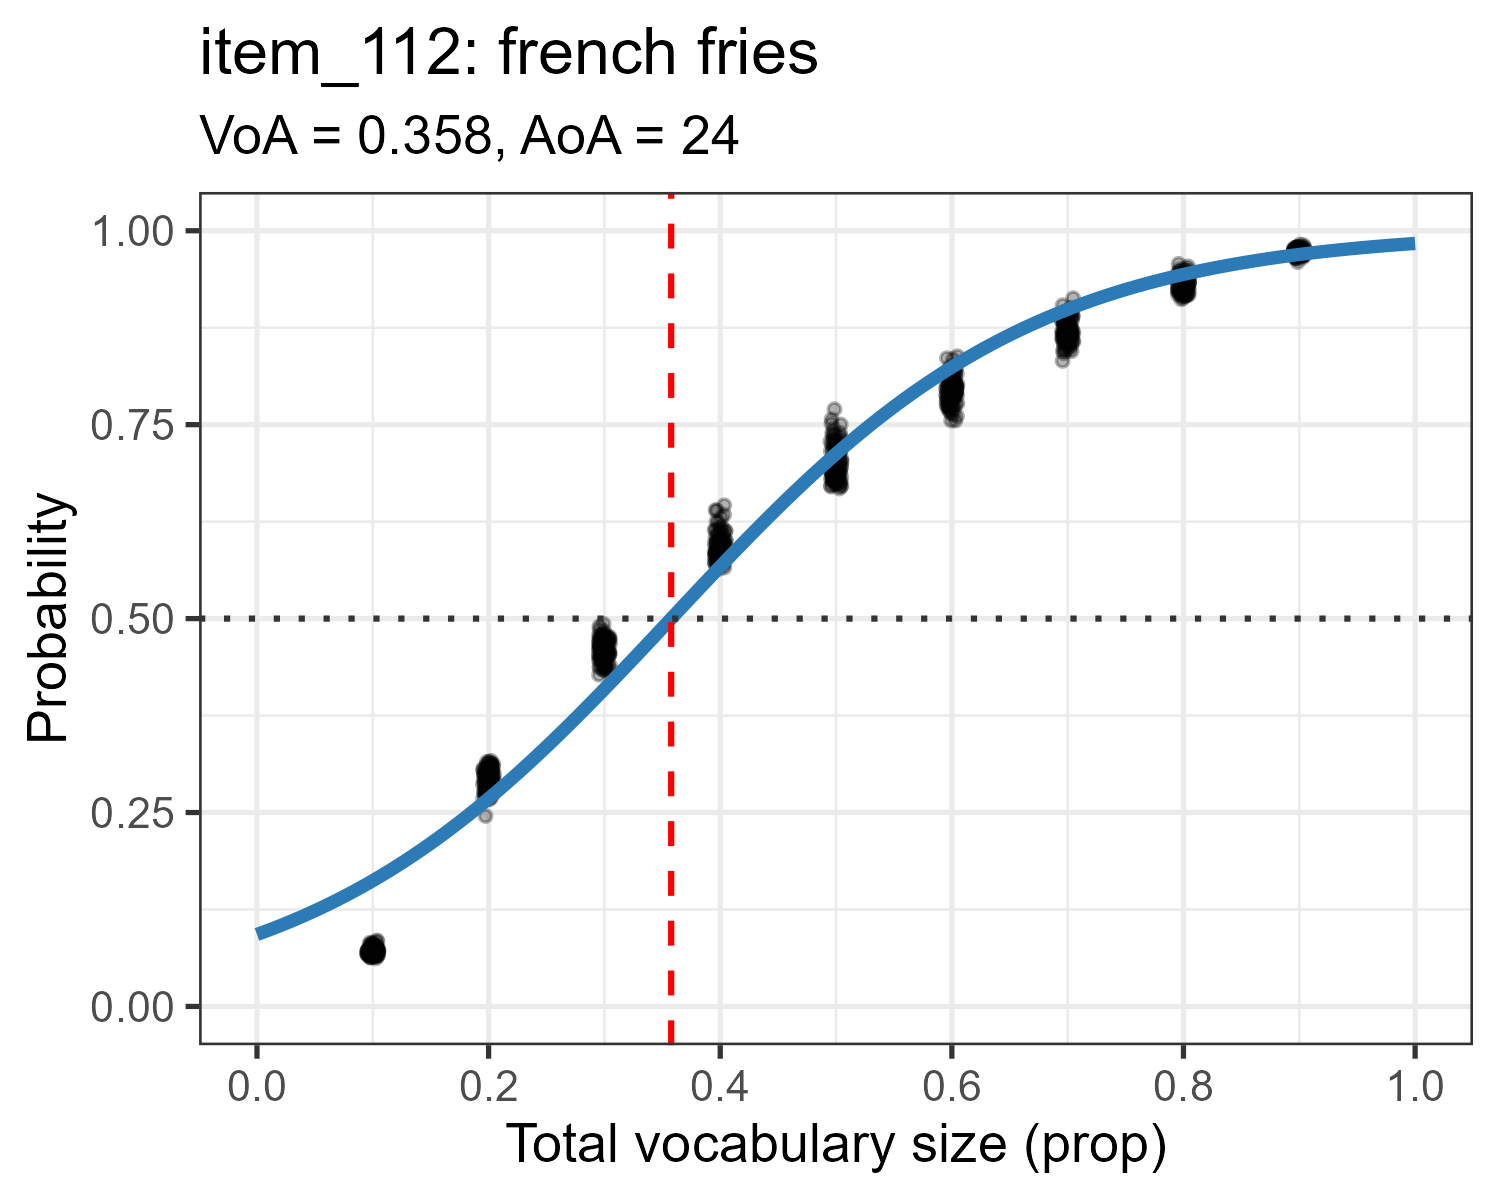 item_112: french fries
VoA = 0.358, AoA = 24
1.00
0.75
0.50
0.25
0.00
Probability
0.0 0.2 0.4 0.6 0.8 1.0
Total vocabulary size (prop)